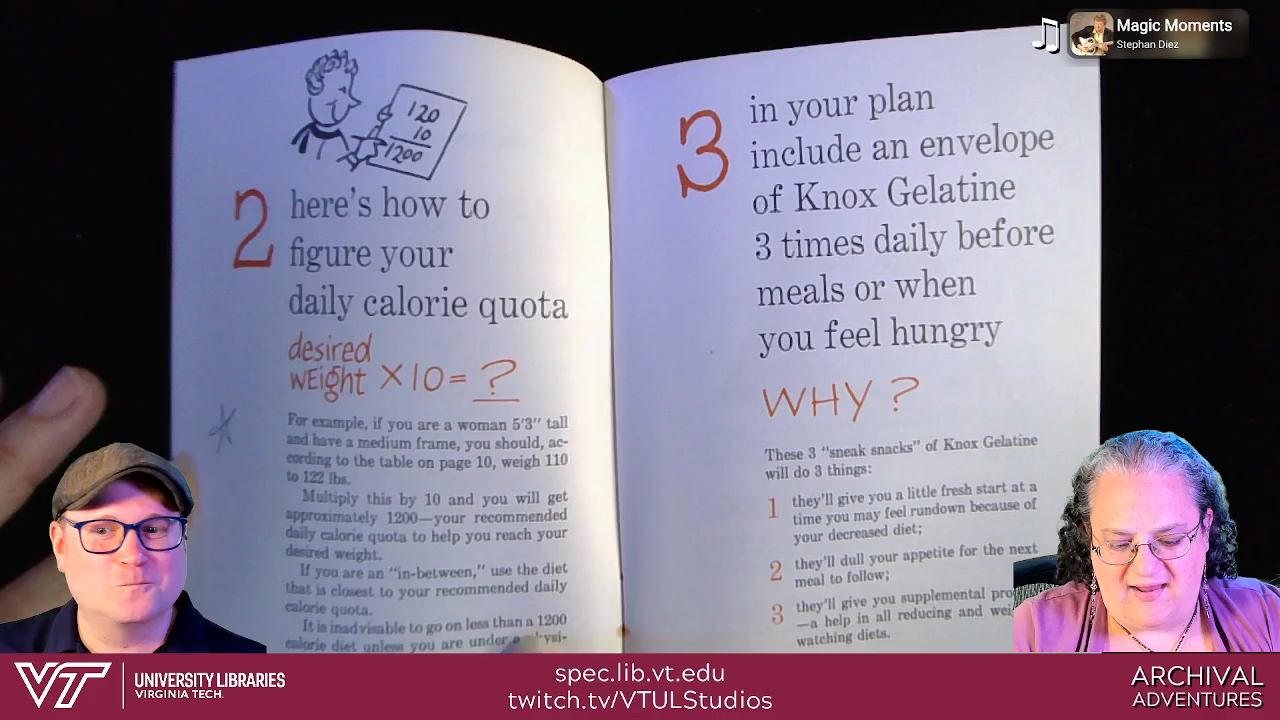 Magic Moments
Stephan Diez
120
10
1200
2
here's how to
figure your
daily calorie quota
desired
wEight ×10 = ?
For example, if you are a woman 5'3" tall
and have a medium frame, you should, ac-
cording to the table on page 10, weigh 110
to 122 lbs.
Multiply this by 10 and you will get
approximately 1200—your recommended
daily calorie quota to help you reach your
desired weight.
If you are an "in-between," use the diet
that is closest to your recommended daily
calorie quota.
It is inadvisable to go on less than a 1200
calorie diet unless you are under a
3
in your plan
include an envelope
of Knox Gelatine
3 times daily before
meals or when
you feel hungry
WHY?
These 3 "sneak snacks" of Knox Gelatine
will do 3 things:
1 they'll give you a little fresh start at a
time you may feel rundown because of
your decreased diet;
2 they'll dull your appetite for the next
meal to follow;
3 they'll give you supplemental
—a help in all reducing and
watching diets.
VT UNIVERSITY LIBRARIES
VIRGINIA TECH
spec.lib.vt.edu
twitch.tv/VTULStudios
ARCHIVAL
ADVENTURES